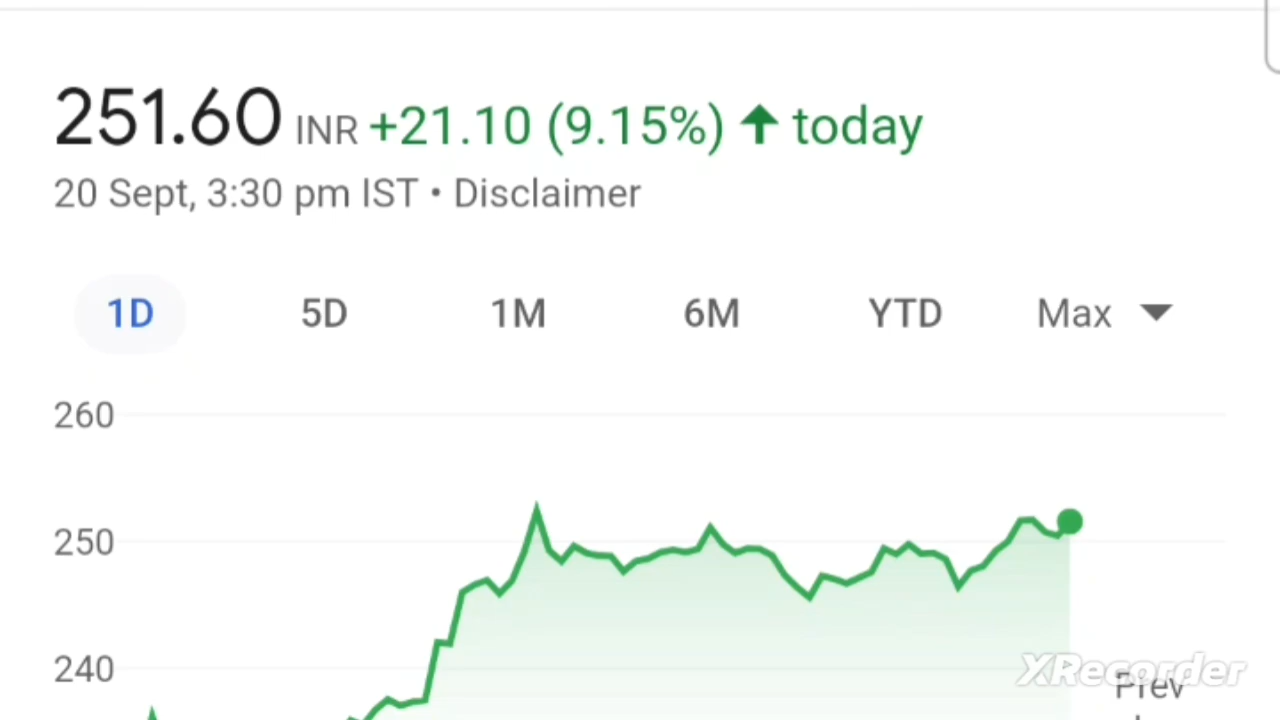 251.60 INR +21.10 (9.15%) ↑ today
20 Sept, 3:30 pm IST • Disclaimer
1D 5D 1M 6M YTD Max
260
250
240
XRecorder
Prev